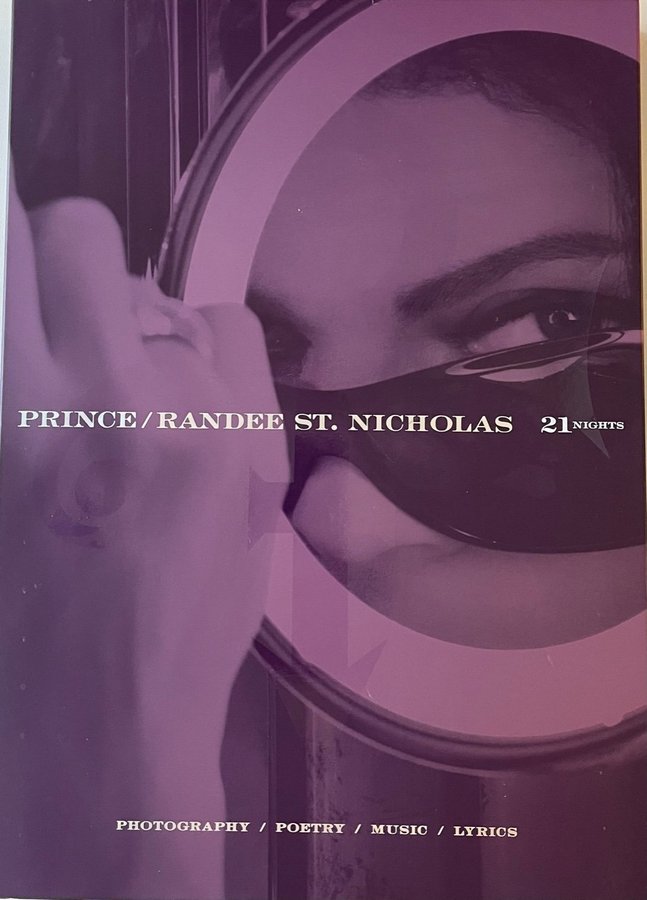 PRINCE/RANDEE ST. NICHOLAS 21 NIGHTS
PHOTOGRAPHY / POETRY / MUSIC / LYRICS